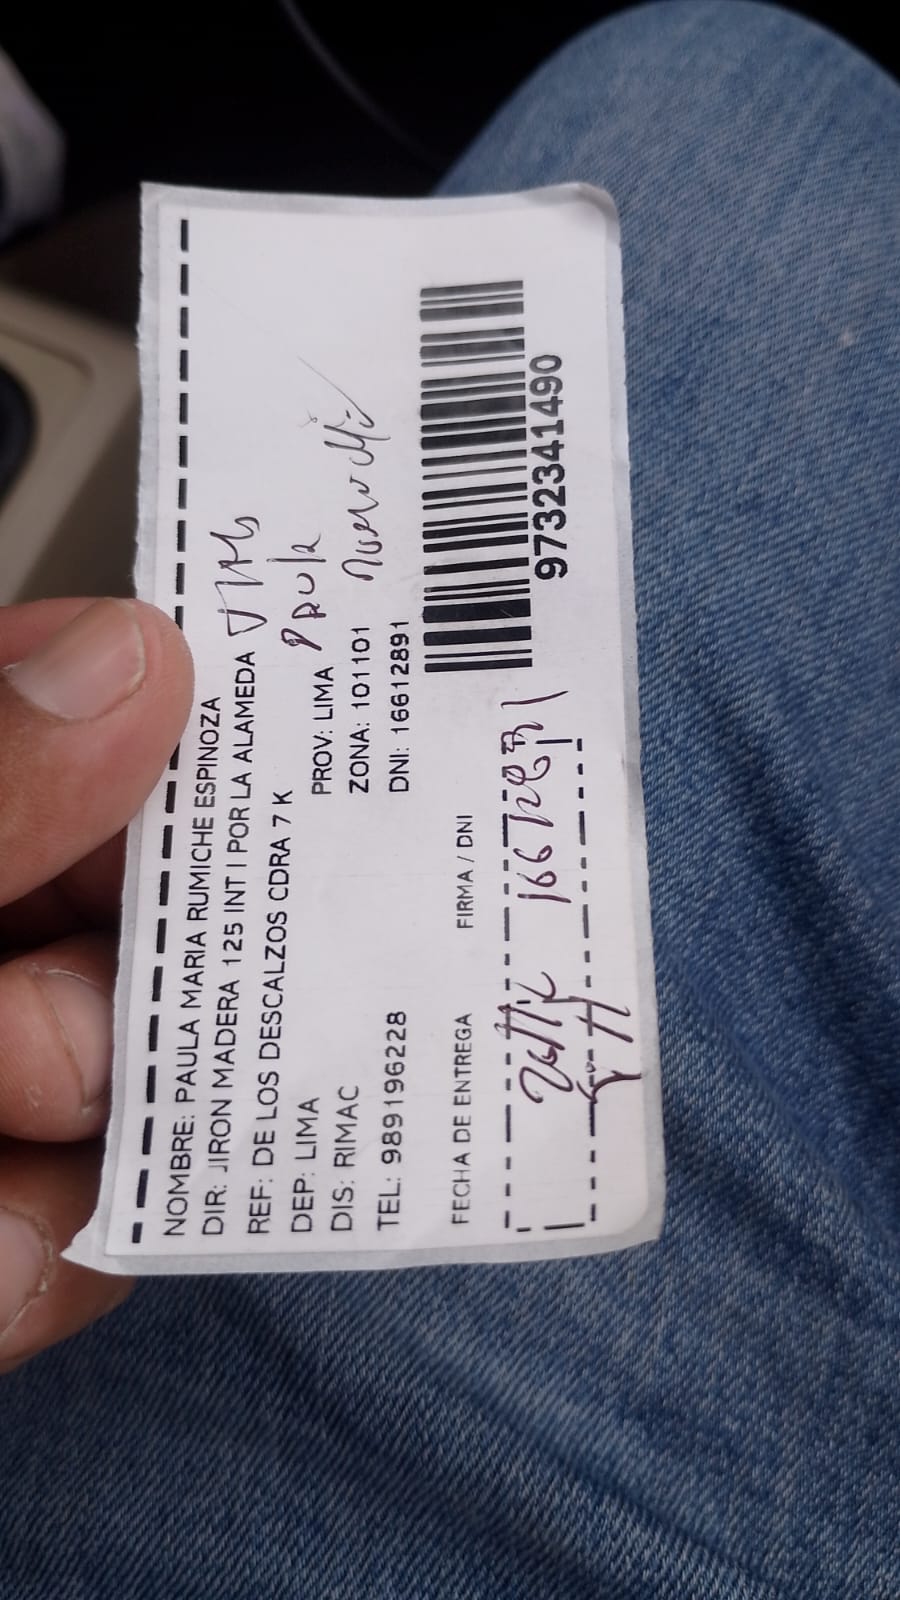 NOMBRE: PAULA MARIA RUMICHE ESPINOZA
DIR: JIRON MADERA 125 INT I POR LA ALAMEDA
REF: DE LOS DESCALZOS CDRA 7 K
DEP: LIMA PROV: LIMA Paula
DIS: RIMAC ZONA: 101101 Rumiche
TEL: 989196228 DNI: 16612891
9732341490
FECHA DE ENTREGA FIRMA / DNI